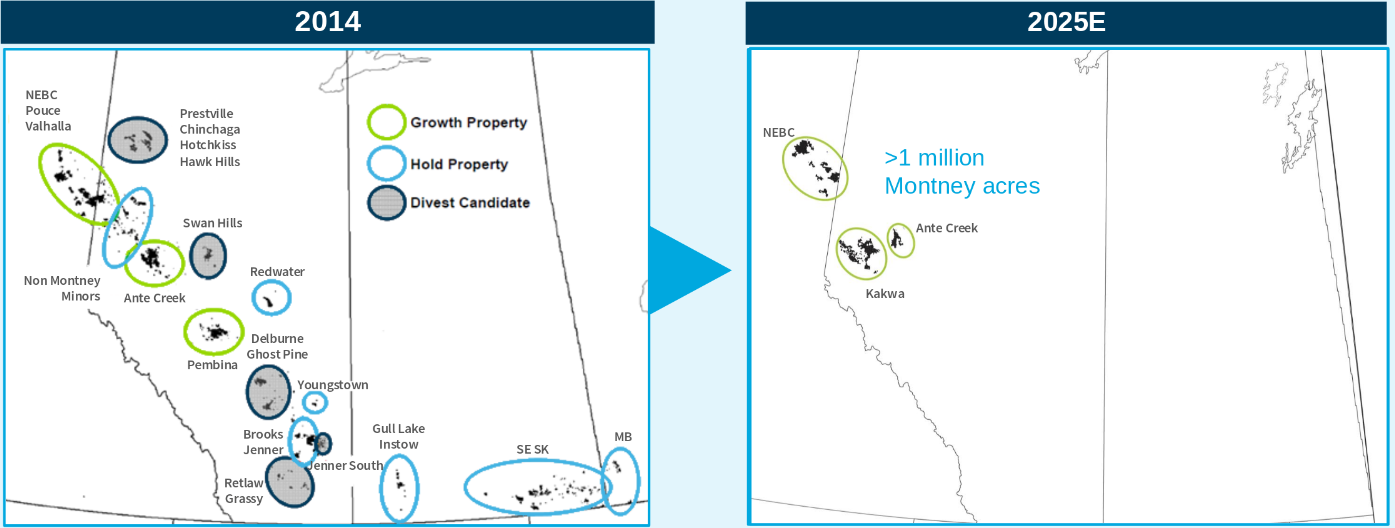 2014
NEBC
Pouce
Valhalla
Prestville
Chinchaga
Hotchkiss
Hawk Hills
Growth Property
Hold Property
Divest Candidate
Swan Hills
Non Montney
Minors
Ante Creek
Redwater
Pembina
Delburne
Ghost Pine
Youngstown
Brooks
Jenner
Jenner South
Retlaw
Grassy
Gull Lake
Instow
SE SK
MB
2025E
NEBC
>1 million
Montney acres
Ante Creek
Kakwa